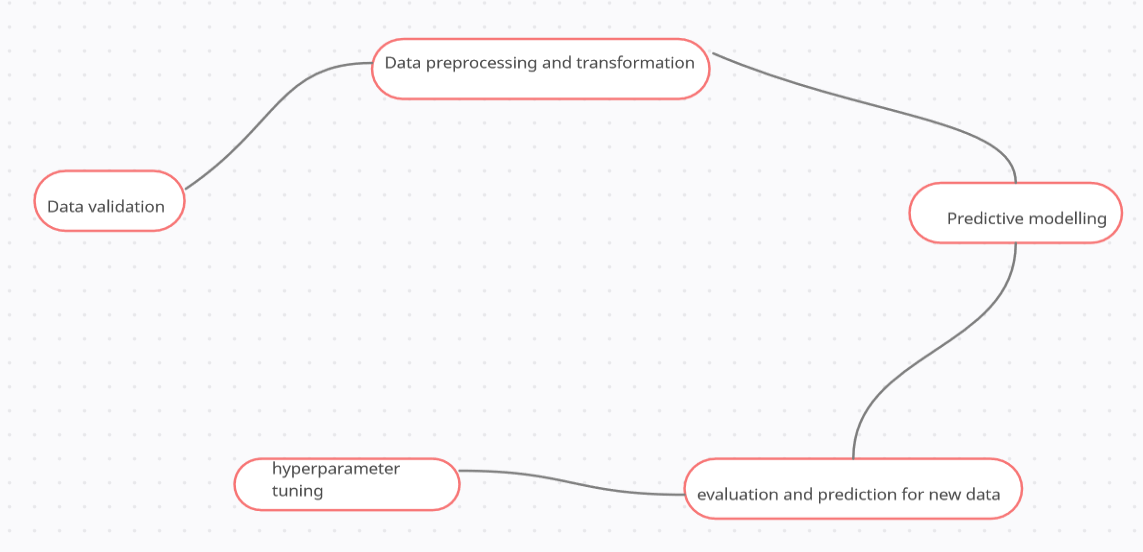 Data preprocessing and transformation
Data validation
Predictive modelling
hyperparameter
tuning
evaluation and prediction for new data